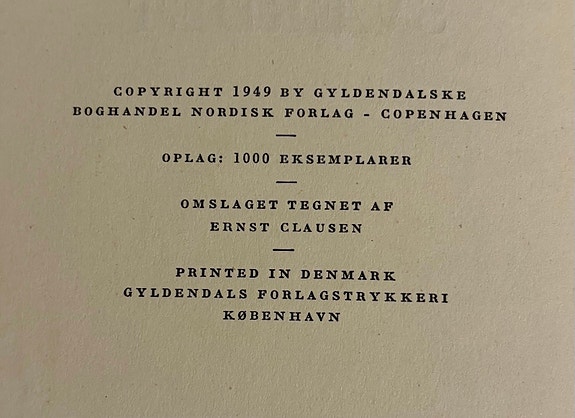 COPYRIGHT 1949 BY GYLDENDALSKE
BOGHANDEL NORDISK FORLAG - COPENHAGEN
OPLAG: 1000 EKSEMPLARER
OMSLAGET TEGNET AF
ERNST CLAUSEN
PRINTED IN DENMARK
GYLDENDALS FORLAGSTRYKKERI
KØBENHAVN